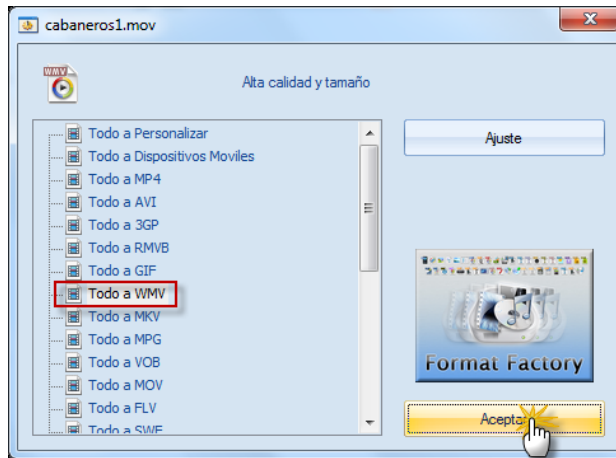 cabaneros1.mov
WMV
Alta calidad y tamaño
Todo a Personalizar
Todo a Dispositivos Moviles
Todo a MP4
Todo a AVI
Todo a 3GP
Todo a RMVB
Todo a GIF
Todo a WMV
Todo a MKV
Todo a MPG
Todo a VOB
Todo a MOV
Todo a FLV
Todo a SWF
Ajuste
Format Factory
Aceptar